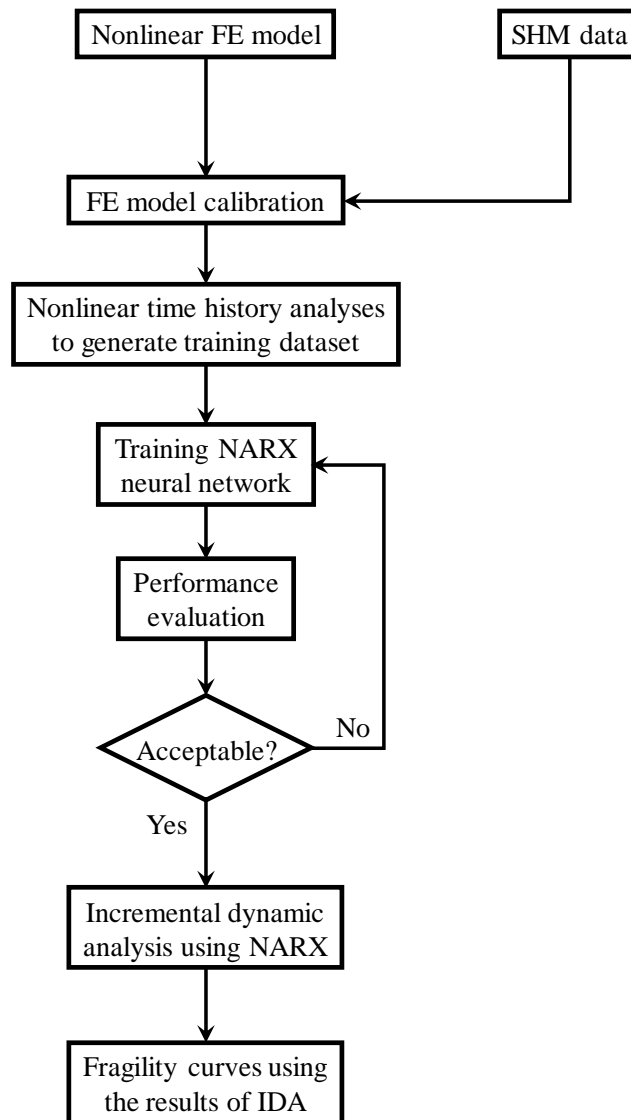 Nonlinear FE model
SHM data
FE model calibration
Nonlinear time history analyses
to generate training dataset
Training NARX
neural network
Performance
evaluation
Acceptable?
No
Yes
Incremental dynamic
analysis using NARX
Fragility curves using
the results of IDA